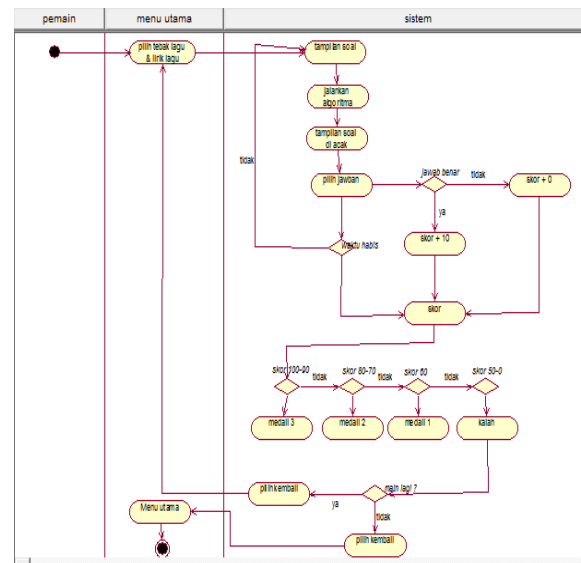 pemain
menu utama
sistem
pilih tebak lagu
& lirik lagu
tampilan soal
jalankan
algoritma
tampilan soal
di acak
tidak
pilih jawban
jawab benar
tidak
skor + 0
ya
skor + 10
waktu habis
skor
skor 100-90
tidak
skor 80-70
tidak
skor 60
tidak
skor 50-0
medali 3
medali 2
medali 1
kalah
pilih kembali
main lagi ?
ya
Menu utama
tidak
pilih kembali